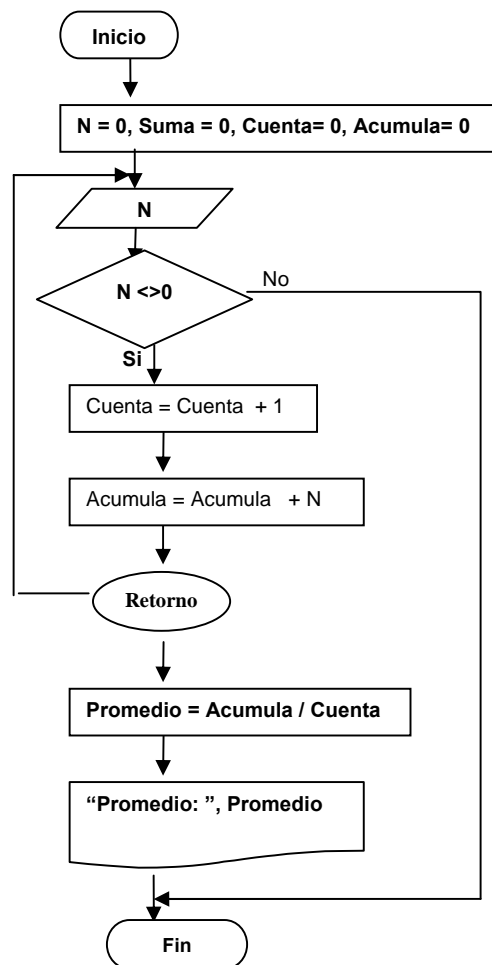 Inicio
N = 0, Suma = 0, Cuenta= 0, Acumula= 0
N
N <>0
No
Si
Cuenta = Cuenta + 1
Acumula = Acumula + N
Retorno
Promedio = Acumula / Cuenta
“Promedio: ”, Promedio
Fin